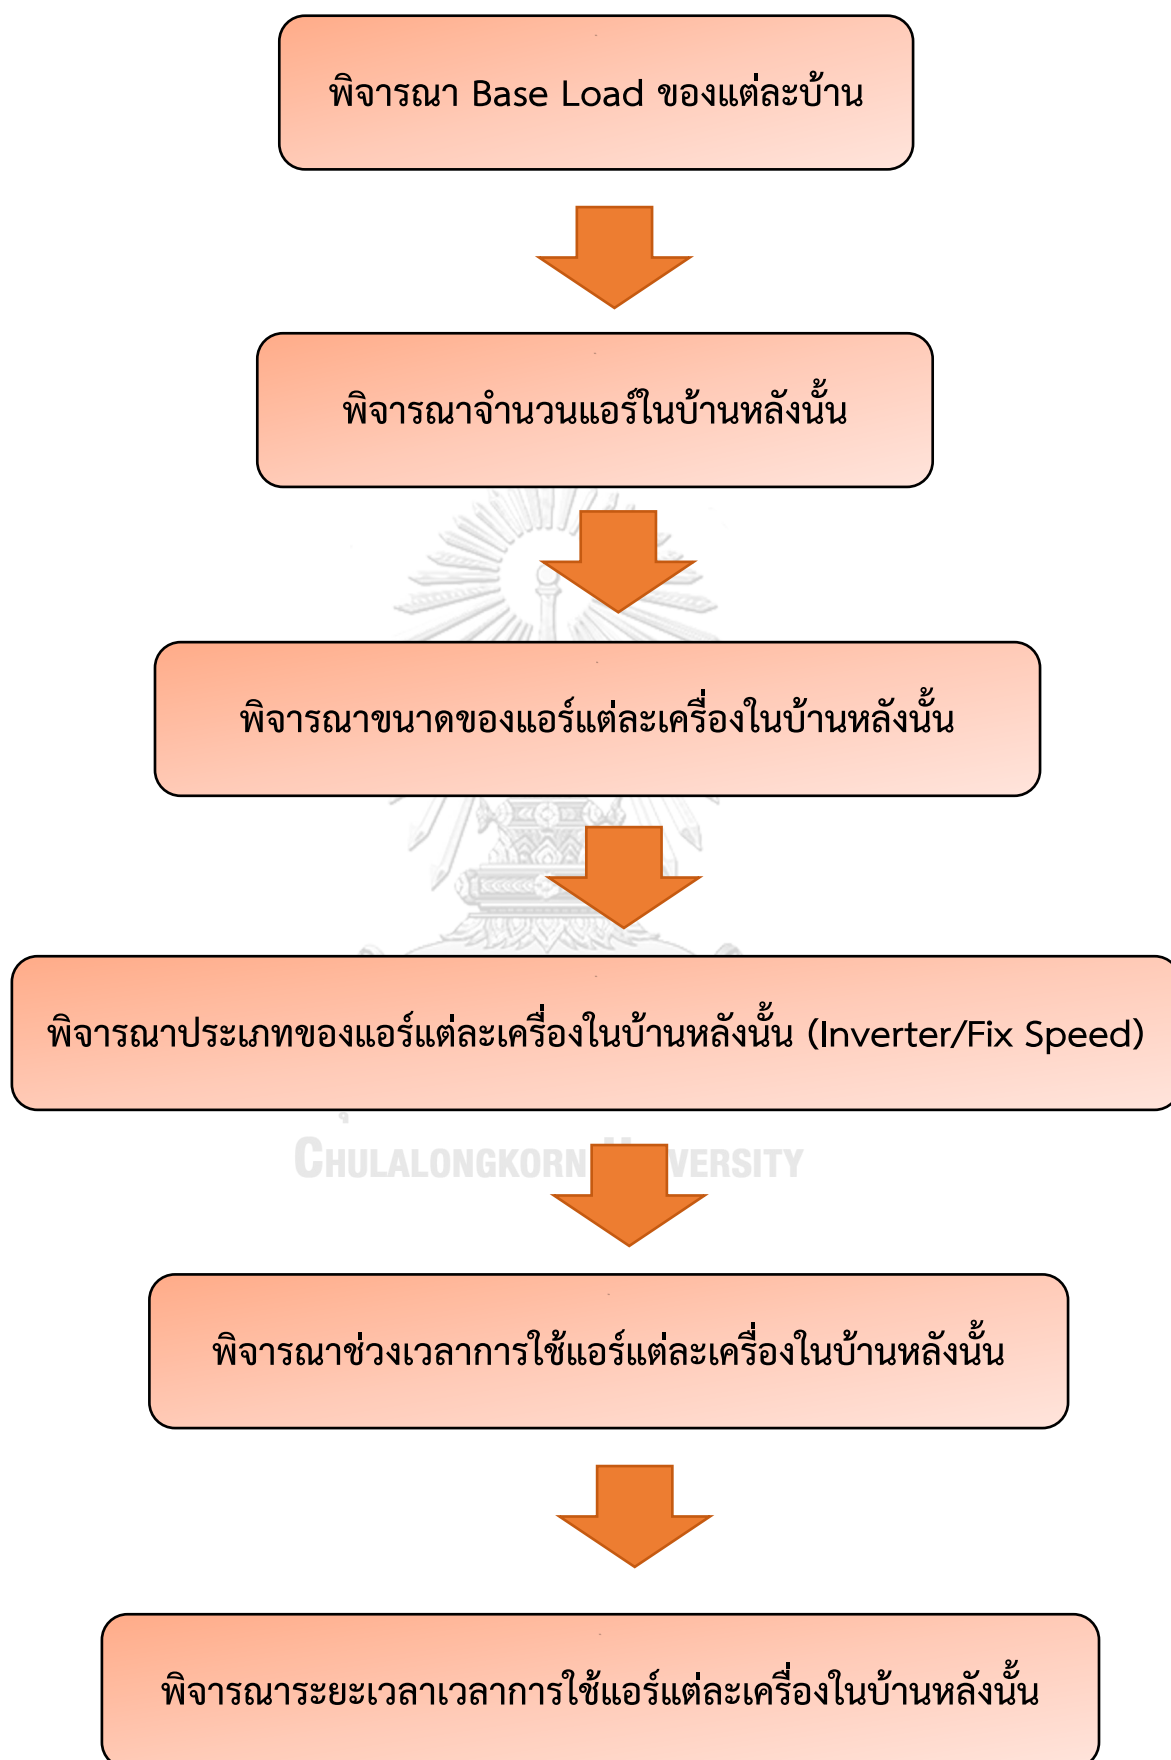 พิจารณา Base Load ของแต่ละบ้าน
พิจารณาจำนวนแอร์ในบ้านหลังนั้น
พิจารณาขนาดของแอร์แต่ละเครื่องในบ้านหลังนั้น
พิจารณาประเภทของแอร์แต่ละเครื่องในบ้านหลังนั้น (Inverter/Fix Speed)
CHULALONGKORN
พิจารณาช่วงเวลาการใช้แอร์แต่ละเครื่องในบ้านหลังนั้น
พิจารณาระยะเวลาเวลาการใช้แอร์แต่ละเครื่องในบ้านหลังนั้น